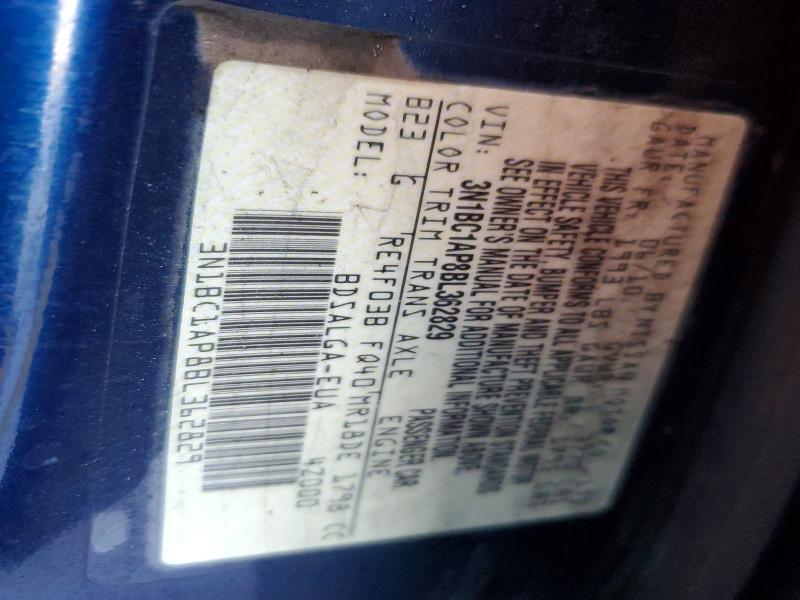 MANUFACTURED BY NISSAN
DATE: 06/10
GAWR FR. 1993 LBS
THIS VEHICLE CONFORMS TO ALL APPLICABLE FEDERAL MOTOR
VEHICLE SAFETY, BUMPER AND THEFT PREVENTION STANDARDS
IN EFFECT ON THE DATE OF MANUFACTURE SHOWN ABOVE
SEE OWNER'S MANUAL FOR ADDITIONAL INFORMATION
VIN: 3N1BC1AP8BL362829 PASSENGER CAR
COLOR TRIM TRANS AXLE ENGINE
B23 G RE4F03B FQ40 MR18DE 1798 CC
MODEL: BDSALGA-EUA 4Z000
3N1BC1AP8BL362829